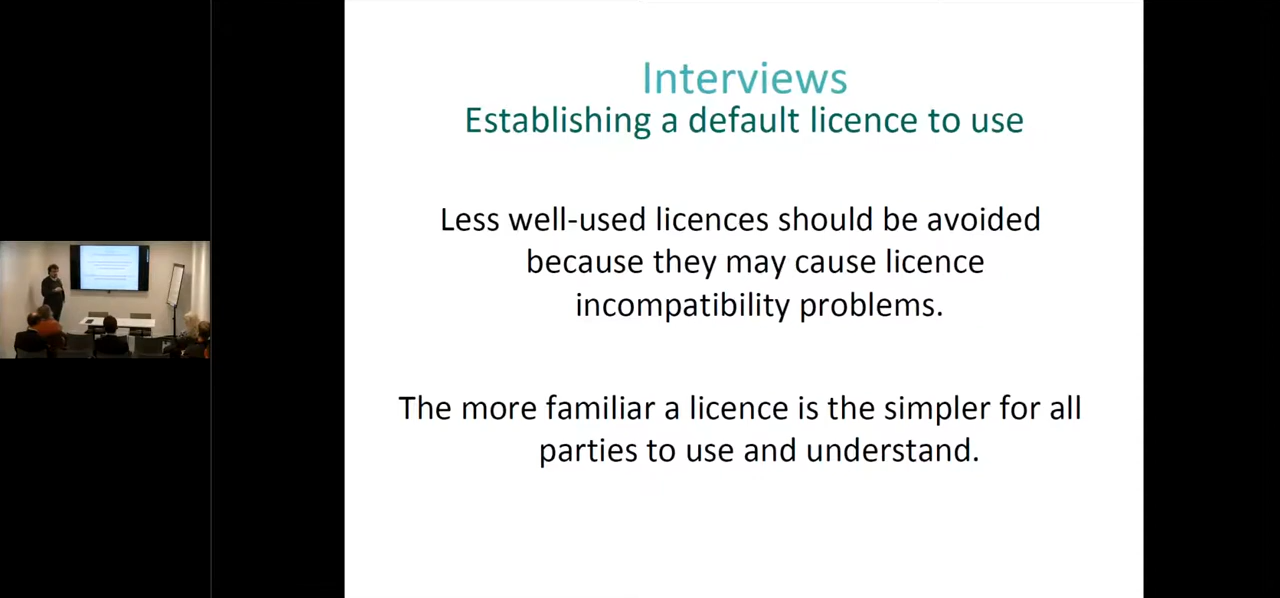 Interviews
Establishing a default licence to use
Less well-used licences should be avoided
because they may cause licence
incompatibility problems.
The more familiar a licence is the simpler for all
parties to use and understand.